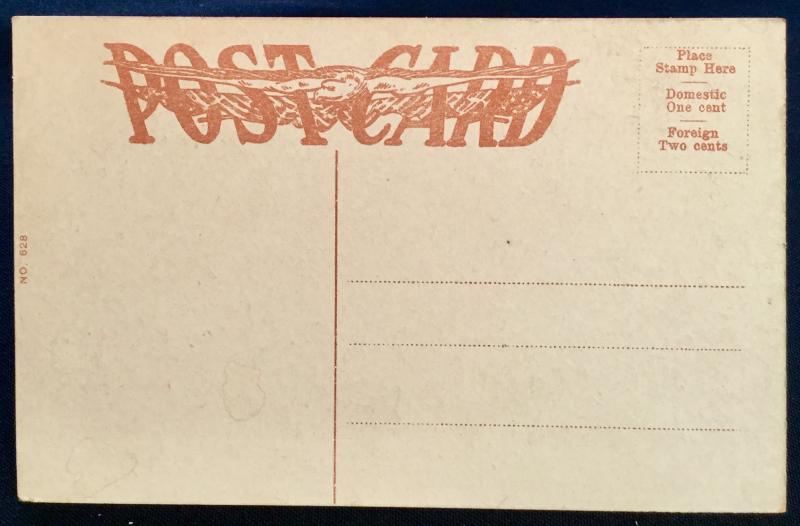 POST CARD
Place
Stamp Here
Domestic
One cent
Foreign
Two cents
NO. 628